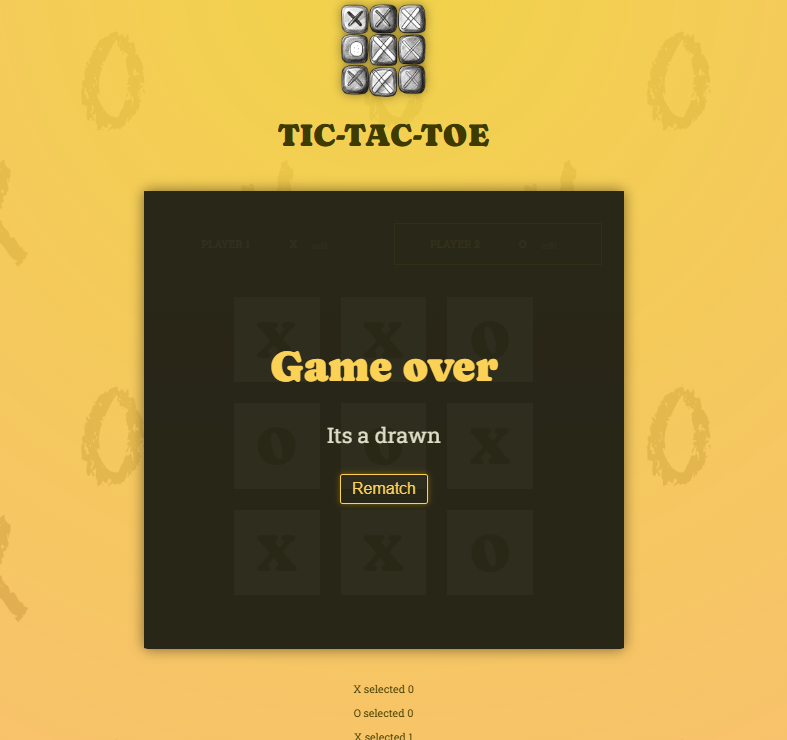 TIC-TAC-TOE
PLAYER 1 X
PLAYER 2 O
X X O
Game over
O O X
Its a drawn
Rematch
X X O
X selected 0
O selected 0
X selected 1